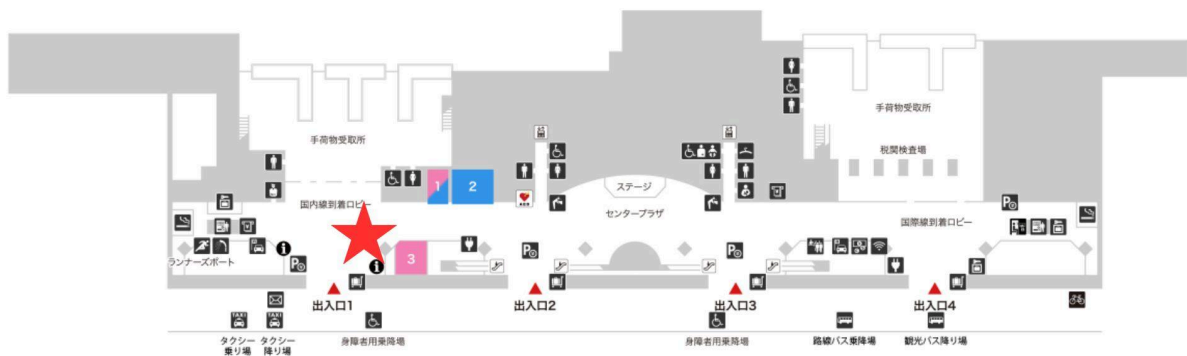 手荷物受取所
手荷物受取所
税関検査場
1
2
ステージ
国内線到着ロビー
センタープラザ
国際線到着ロビー
ランナーズポート
3
出入口1
出入口2
出入口3
出入口4
TAXI
TAXI
タクシー
乗り場
タクシー
降り場
身障者用乗降場
身障者用乗降場
路線バス乗降場
観光バス降り場